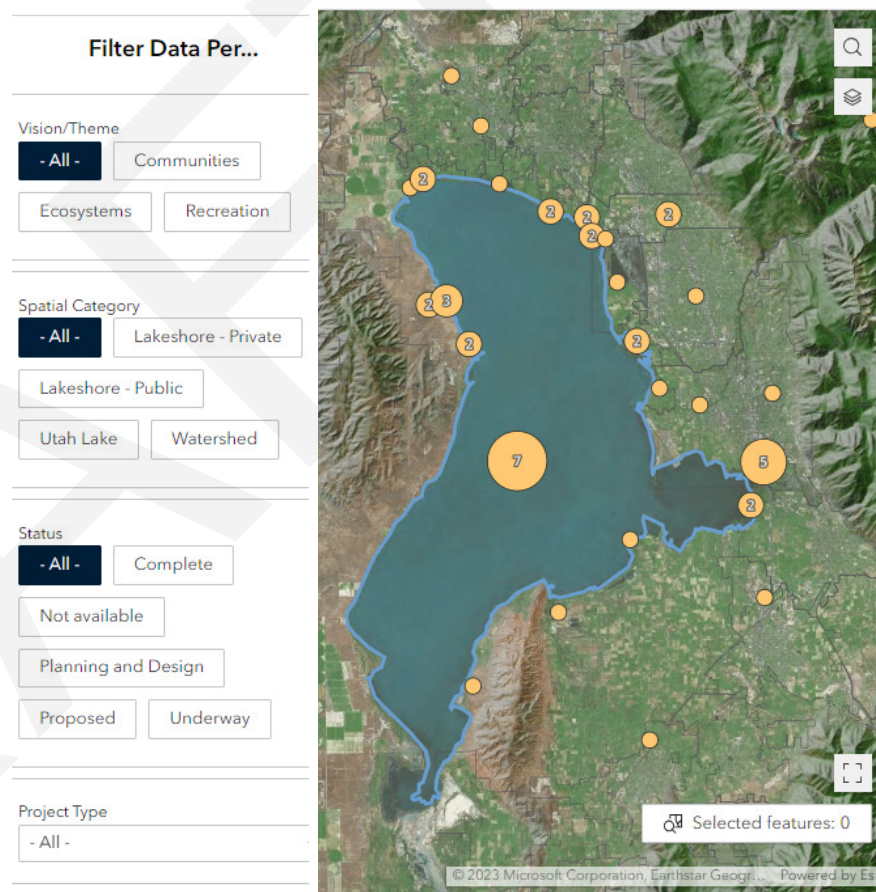 Filter Data Per...
Vision/Theme
- All -
Communities
Ecosystems
Recreation
Spatial Category
- All -
Lakeshore - Private
Lakeshore - Public
Utah Lake
Watershed
Status
- All -
Complete
Not available
Planning and Design
Proposed
Underway
Project Type
- All -
2
2
2
2
2
2
3
2
2
7
5
2
Selected features: 0
© 2023 Microsoft Corporation, Earthstar Geogr... Powered by Es